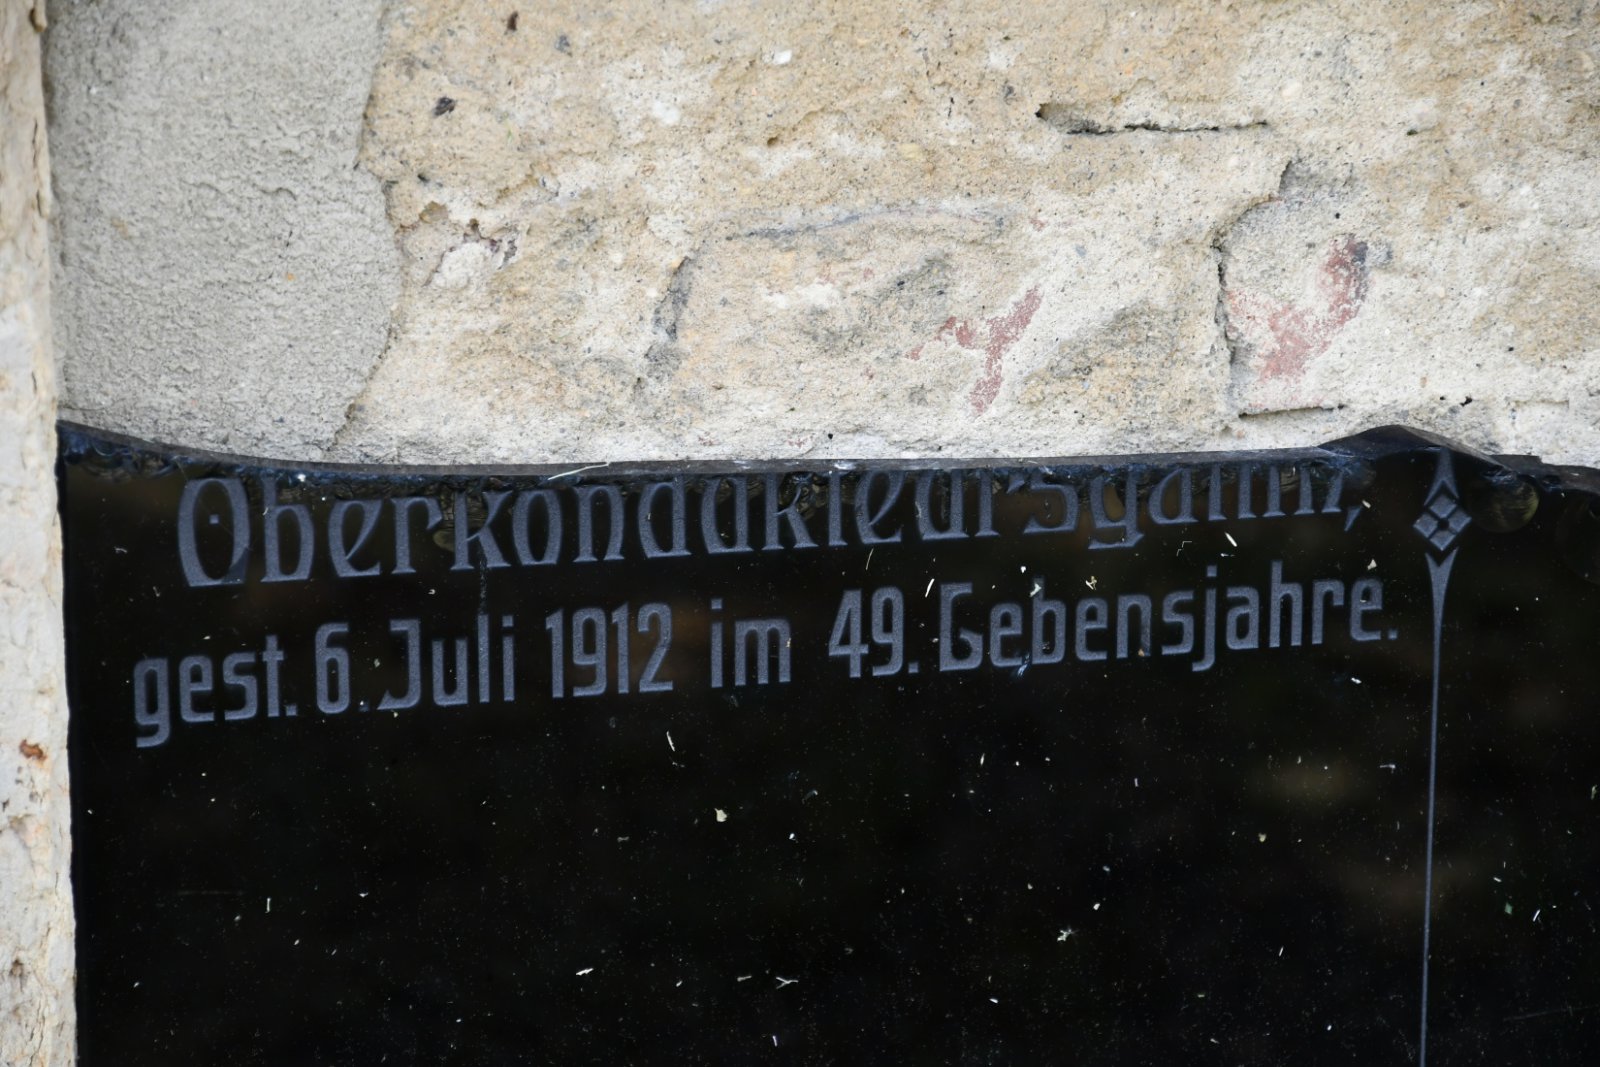 Oberkondukteursgattin,
gest. 6. Juli 1912 im 49. Lebensjahre.